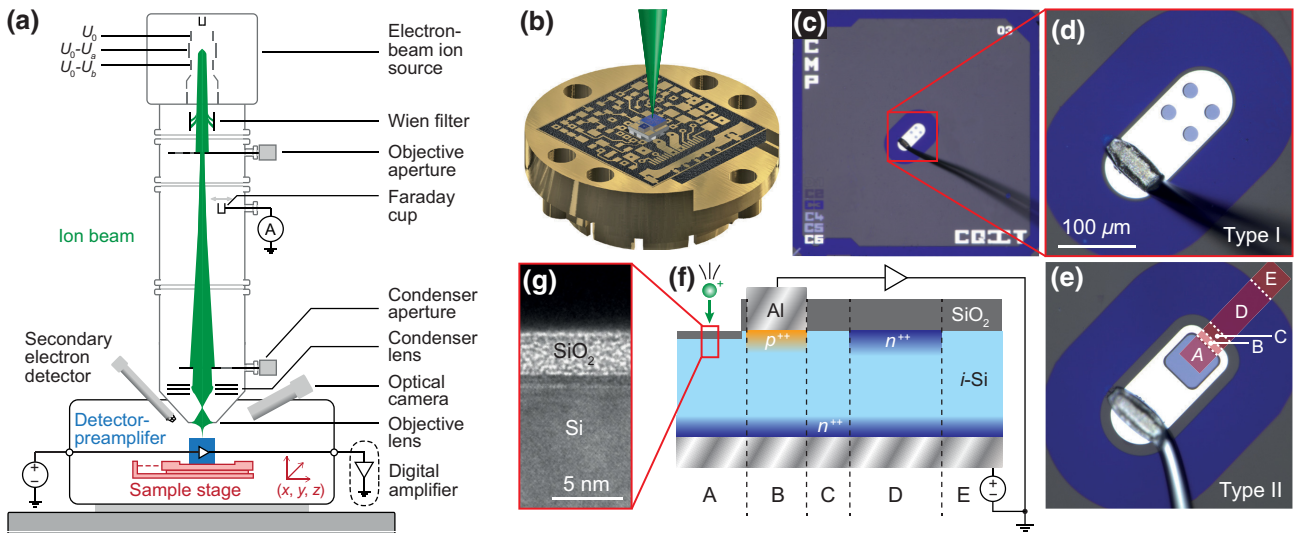 (a)
U₀
U₀-Uₐ
U₀-U_b
Electron-
beam ion
source
Wien filter
Objective
aperture
Faraday
cup
A
Ion beam
Condenser
aperture
Condenser
lens
Secondary
electron
detector
Optical
camera
Detector-
preamplifer
Objective
lens
Sample stage
(x, y, z)
Digital
amplifier
(b)
(c)
03
CMP
C4
C5
C6
CQIT
(d)
100 µm
Type I
(g)
SiO₂
Si
5 nm
(f)
Al
SiO₂
p⁺⁺
n⁺⁺
i-Si
n⁺⁺
A
B
C
D
E
(e)
E
D
C
B
A
Type II